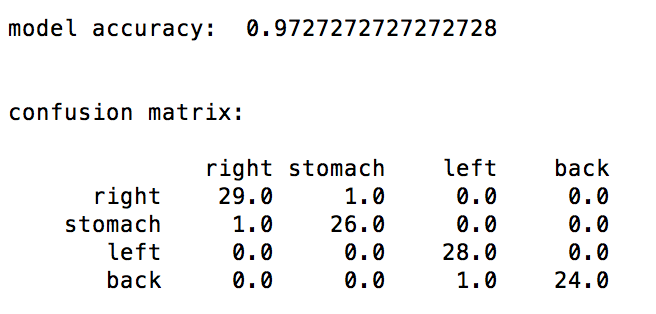 model accuracy:  0.9727272727272728
confusion matrix:
right stomach left back
right 29.0 1.0 0.0 0.0
stomach 1.0 26.0 0.0 0.0
left 0.0 0.0 28.0 0.0
back 0.0 0.0 1.0 24.0